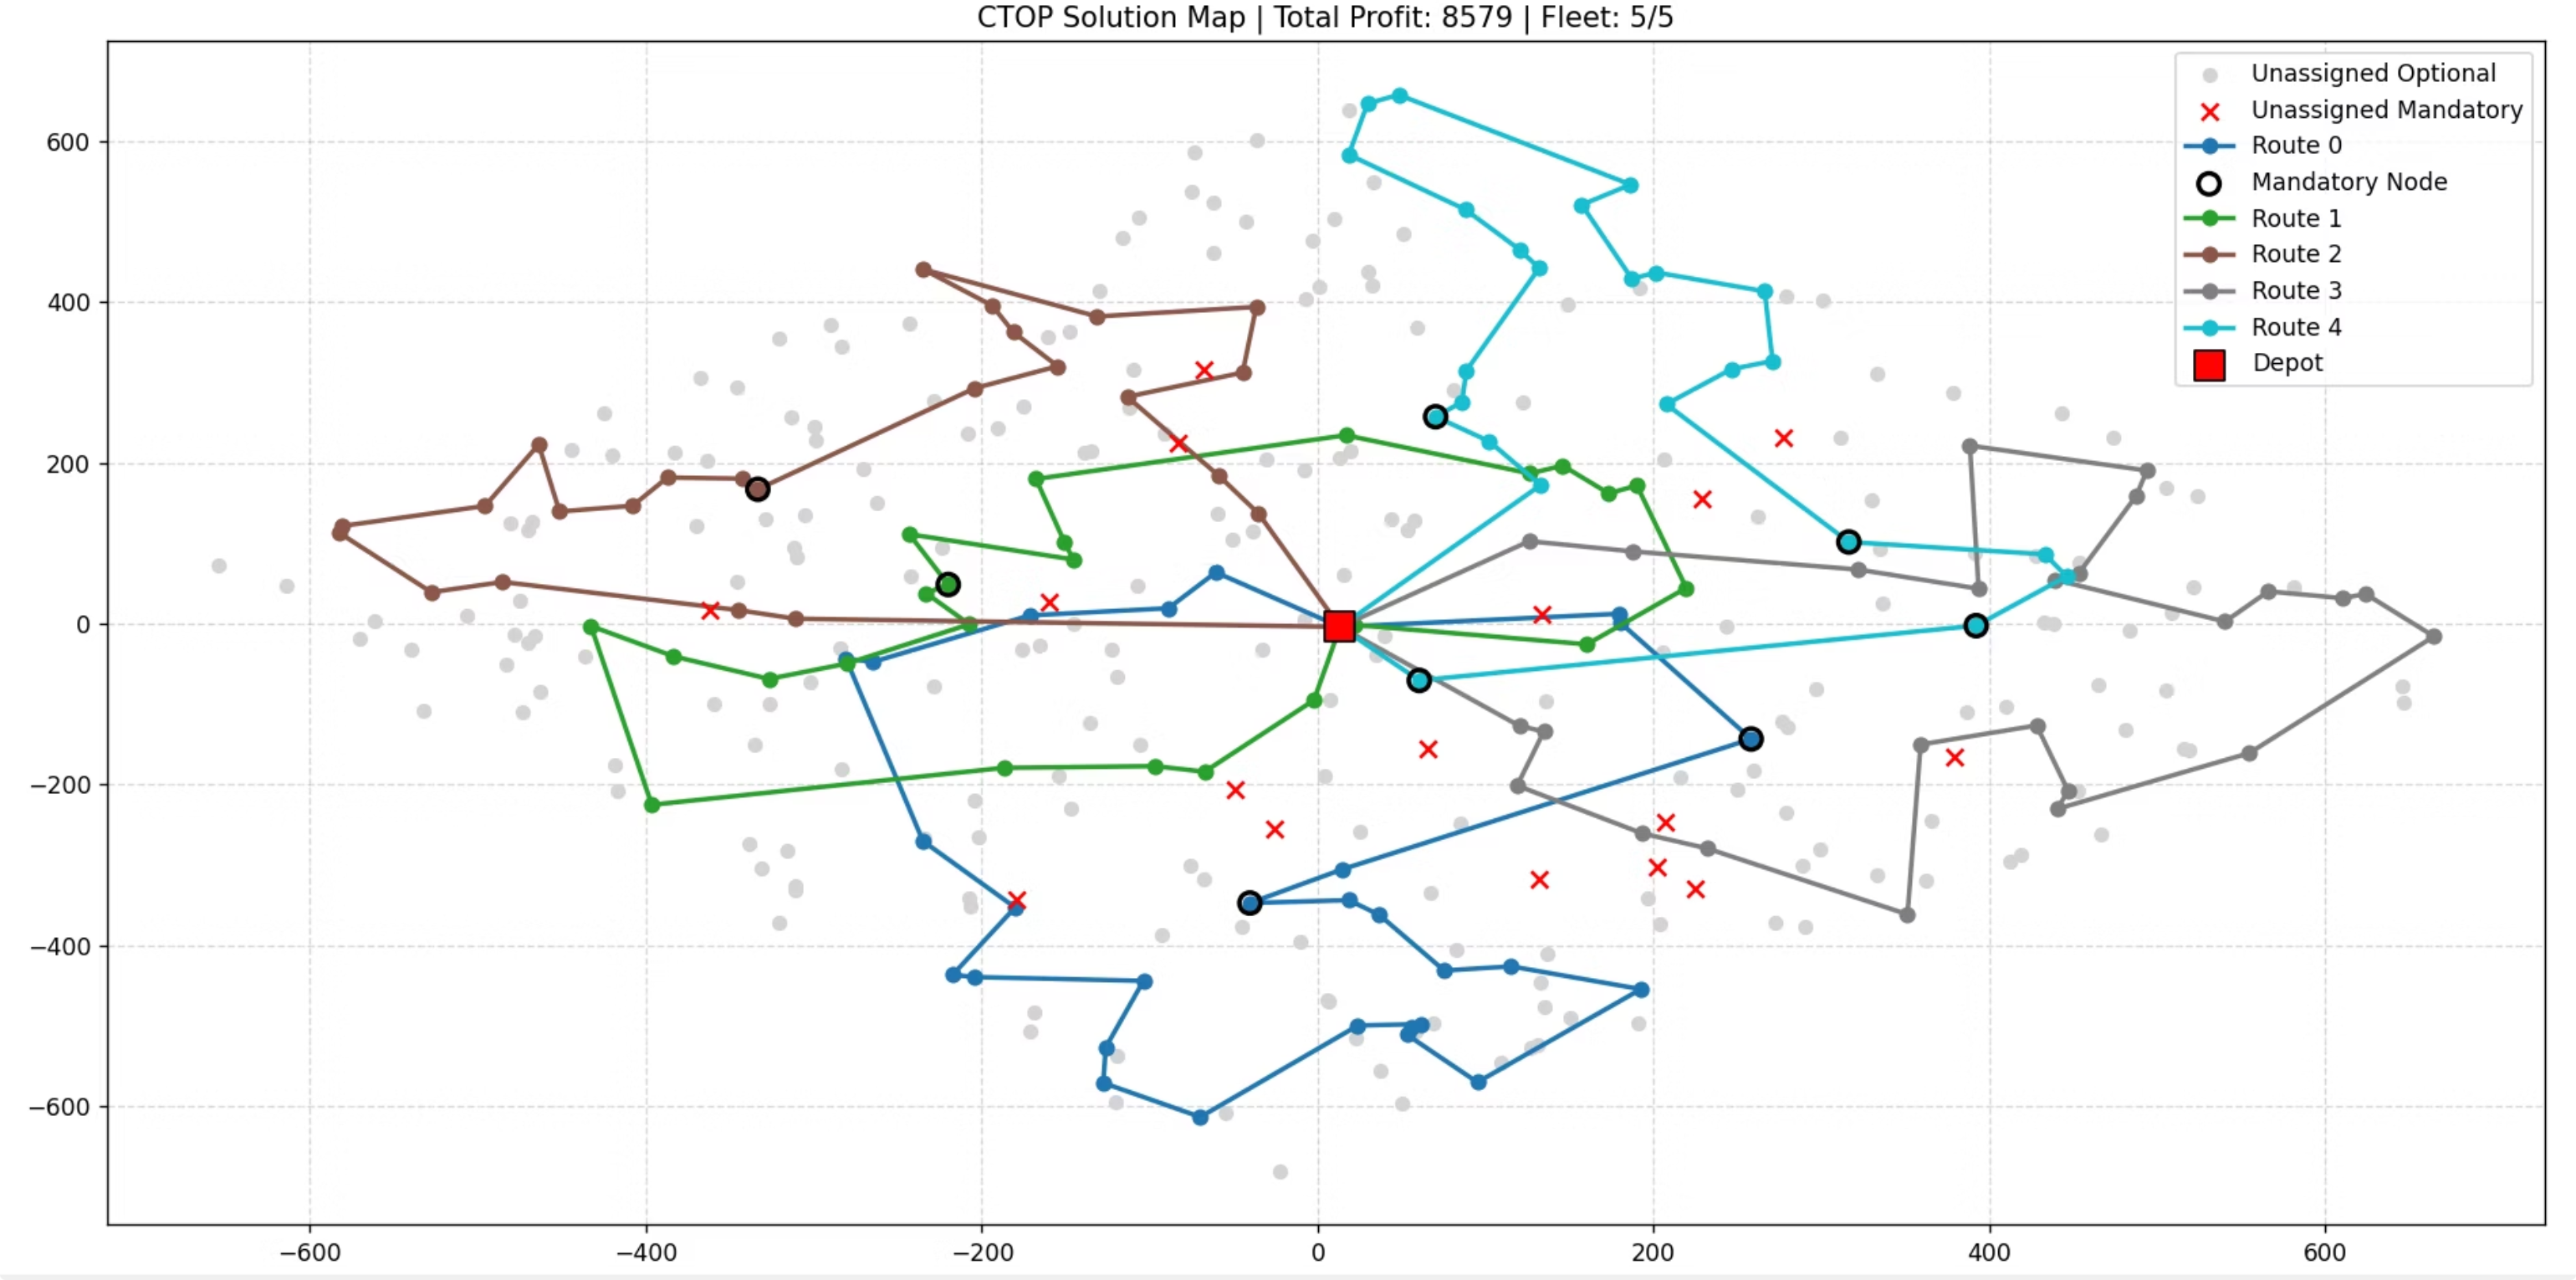 CTOP Solution Map | Total Profit: 8579 | Fleet: 5/5
Unassigned Optional
Unassigned Mandatory
Route 0
Mandatory Node
Route 1
Route 2
Route 3
Route 4
Depot
600
400
200
0
−200
−400
−600
−600 −400 −200 0 200 400 600